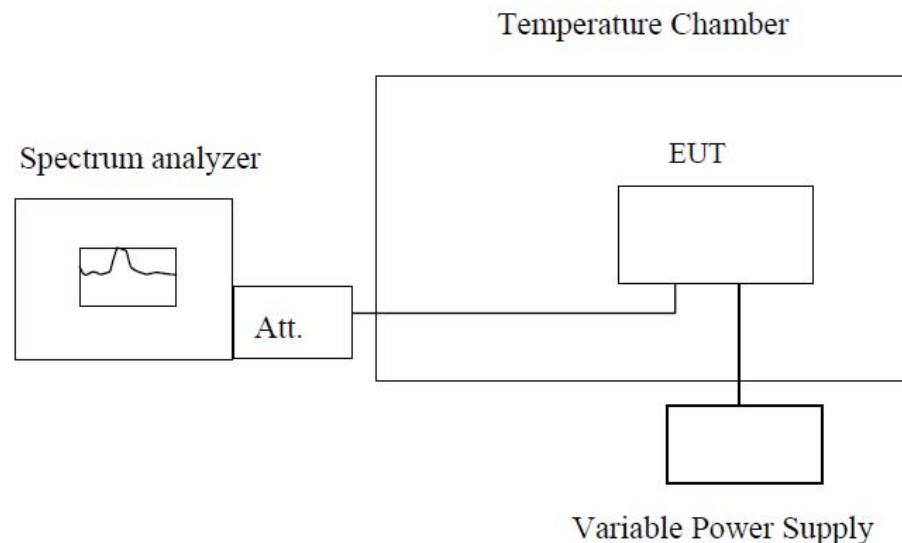 Temperature Chamber
Spectrum analyzer
EUT
Att.
Variable Power Supply